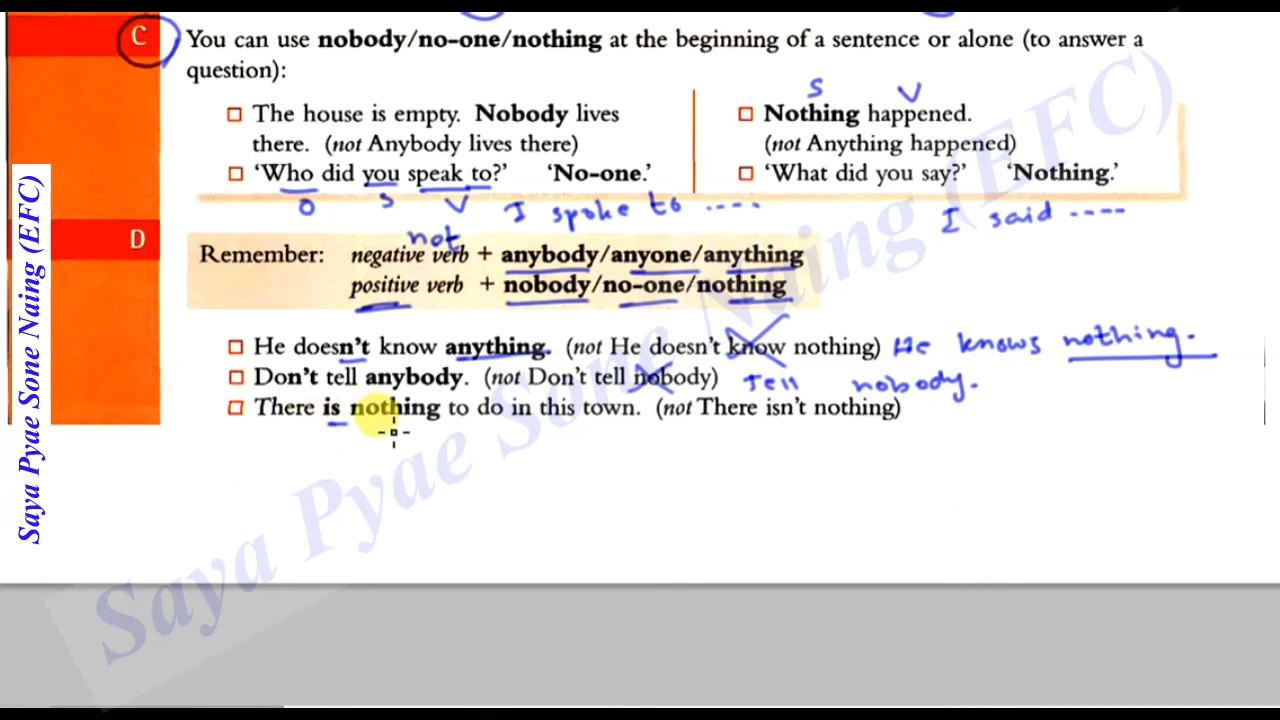 C
You can use nobody/no-one/nothing at the beginning of a sentence or alone (to answer a
question):
S V
The house is empty. Nobody lives
there. (not Anybody lives there)
'Who did you speak to?' 'No-one.'
O S V I spoke to ....
Nothing happened.
(not Anything happened)
'What did you say?' 'Nothing.'
I said ....
D
not
Remember: negative verb + anybody/anyone/anything
positive verb + nobody/no-one/nothing
He doesn't know anything. (not He doesn't know nothing) He knows nothing.
Don't tell anybody. (not Don't tell nobody) Tell nobody.
There is nothing to do in this town. (not There isn't nothing)
Saya Pyae Sone Naing (EFC)
Saya Pyae Sone Naing (EFC)